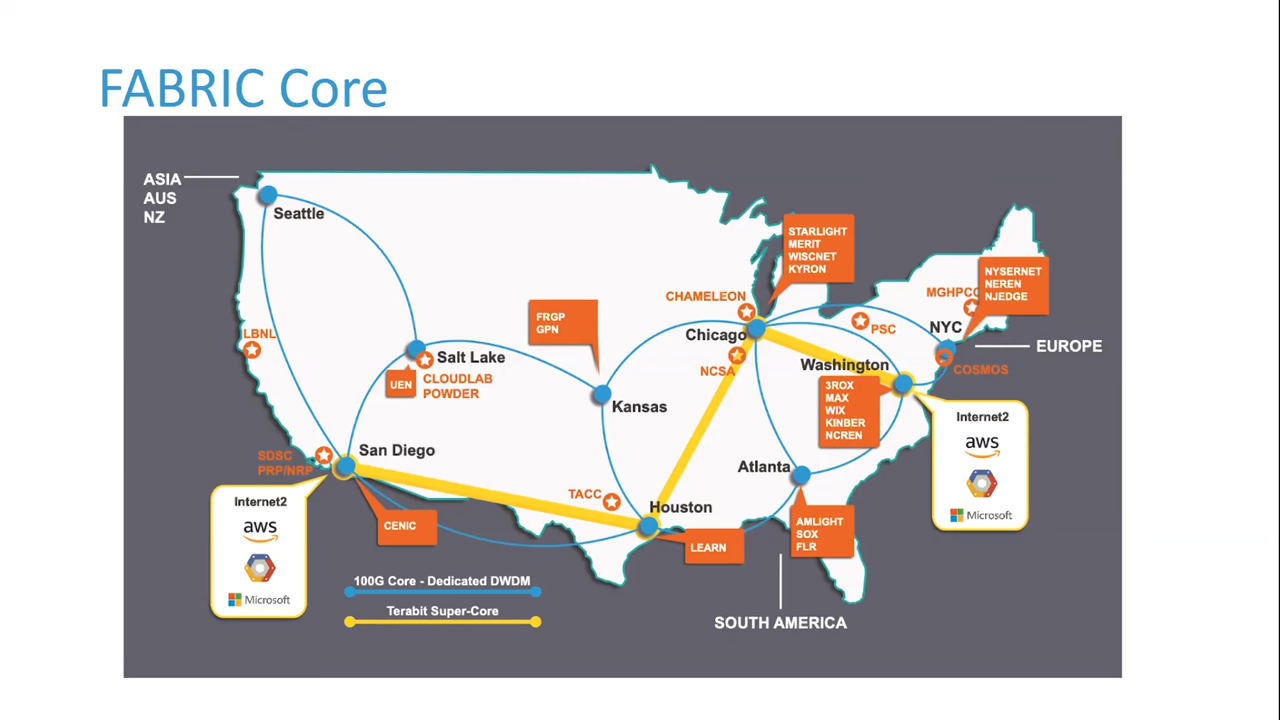 FABRIC Core
ASIA
AUS
NZ
Seattle
STARLIGHT
MERIT
WISCNET
KYRON
NYSERNET
NEREN
NJEDGE
MGHPCC
CHAMELEON
FRGP
GPN
LBNL
Chicago
PSC
NYC
EUROPE
Salt Lake
UEN
CLOUDLAB
POWDER
NCSA
Washington
COSMOS
3ROX
MAX
WIX
KINBER
NCREN
Kansas
Internet2
aws
Microsoft
SDSC
PRP/NRP
San Diego
Atlanta
TACC
Houston
Internet2
aws
Microsoft
CENIC
LEARN
AMLIGHT
SOX
FLR
100G Core - Dedicated DWDM
Terabit Super-Core
SOUTH AMERICA